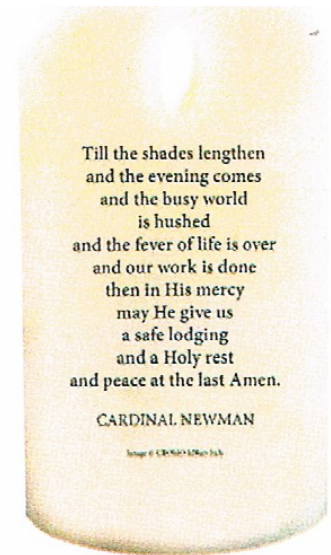 Till the shades lengthen
and the evening comes
and the busy world
is hushed
and the fever of life is over
and our work is done
then in His mercy
may He give us
a safe lodging
and a Holy rest
and peace at the last Amen.
CARDINAL NEWMAN
Image ©